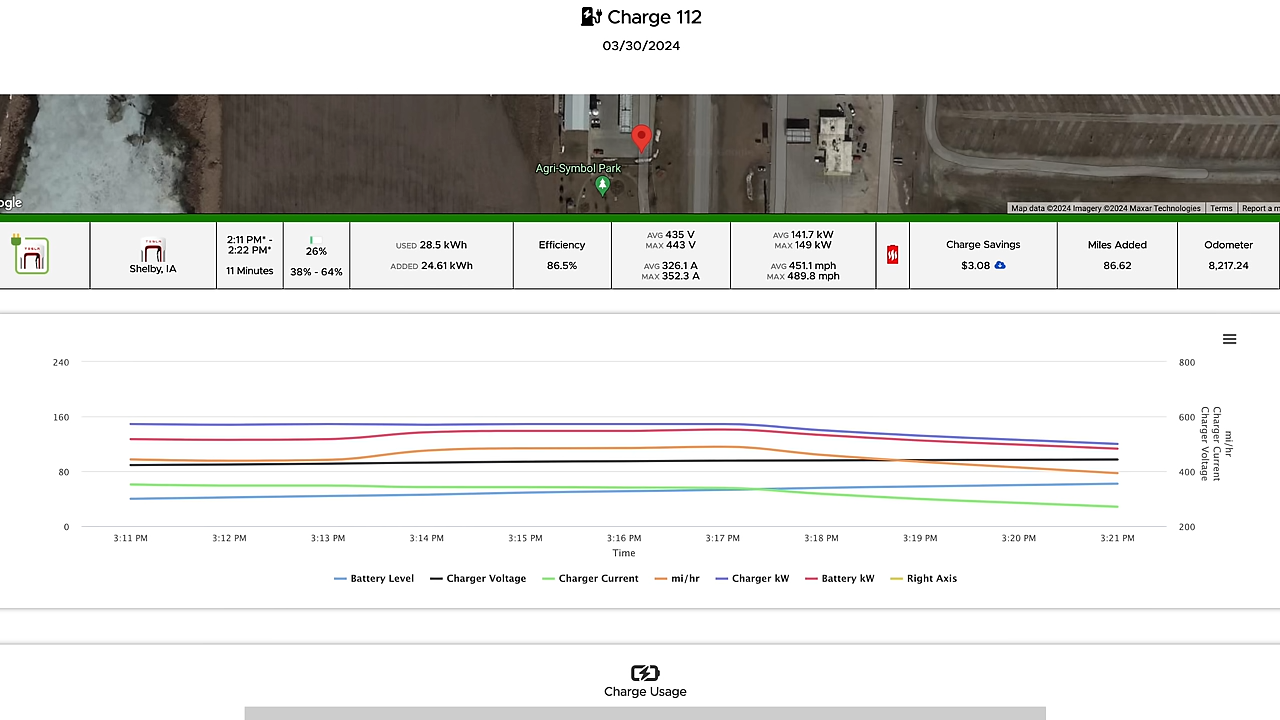 Charge 112
03/30/2024
Agri-Symbol Park
ogle
Map data ©2024 Imagery ©2024 Maxar Technologies
Terms
Report a m
TESLA
TESLA
Shelby, IA
2:11 PM* -
2:22 PM*
11 Minutes
26%
38% - 64%
USED 28.5 kWh
ADDED 24.61 kWh
Efficiency
86.5%
AVG 435 V
MAX 443 V
AVG 326.1 A
MAX 352.3 A
AVG 141.7 kW
MAX 149 kW
AVG 451.1 mph
MAX 489.8 mph
Charge Savings
$3.08
Miles Added
86.62
Odometer
8,217.24
240
160
80
0
800
600
400
200
mi/hr
Charger Current
Charger Voltage
3:11 PM 3:12 PM 3:13 PM 3:14 PM 3:15 PM 3:16 PM 3:17 PM 3:18 PM 3:19 PM 3:20 PM 3:21 PM
Time
Battery Level Charger Voltage Charger Current mi/hr Charger kW Battery kW Right Axis
Charge Usage